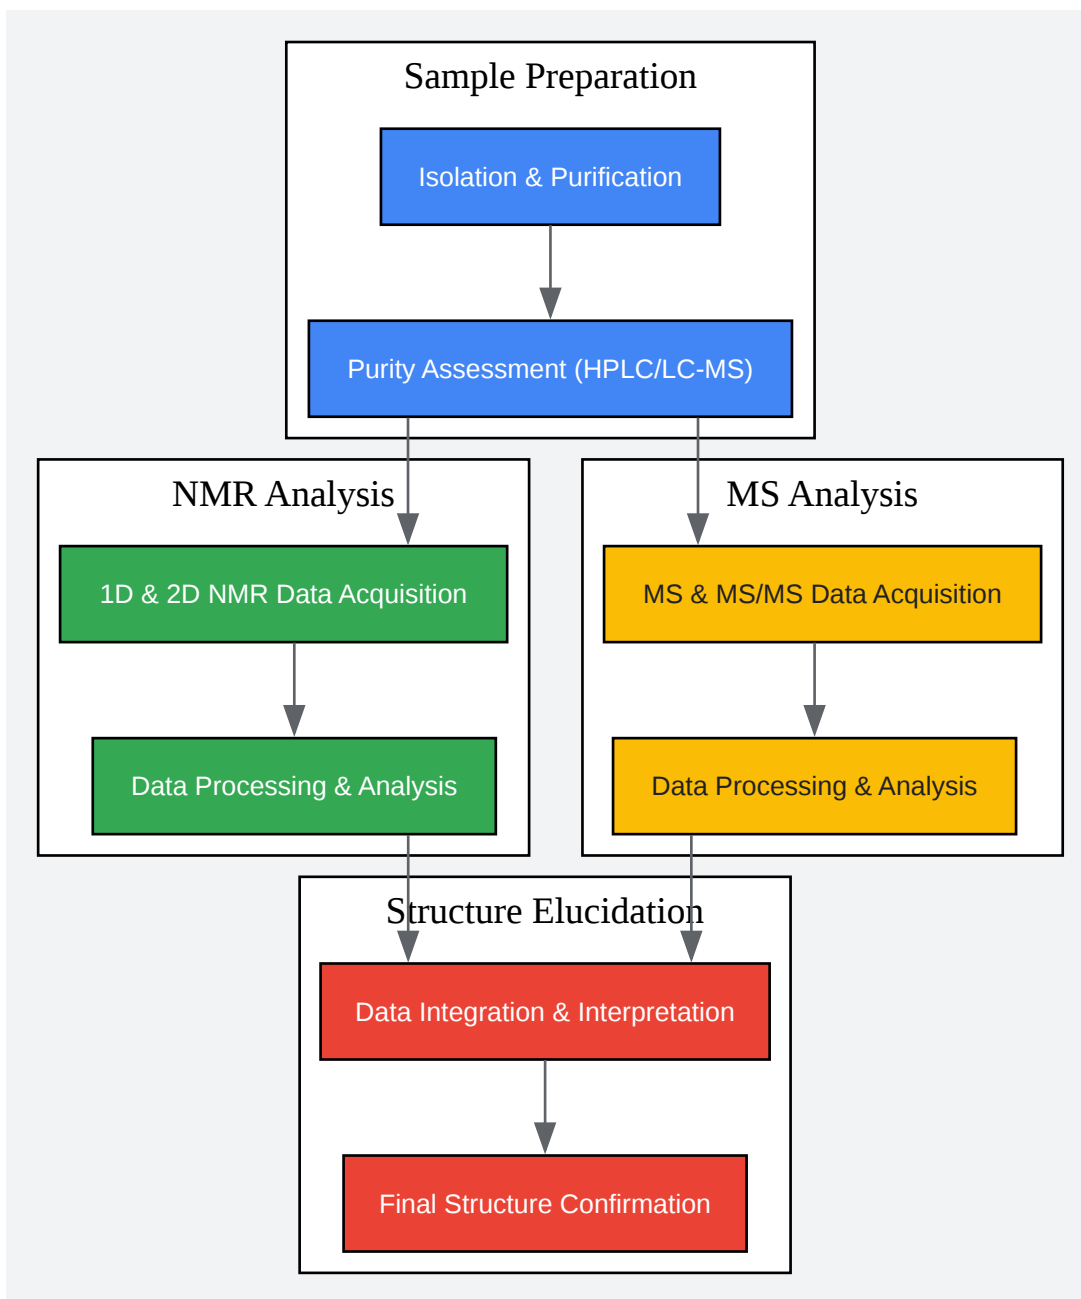 Sample Preparation
Isolation & Purification
Purity Assessment (HPLC/LC-MS)
NMR Analysis
1D & 2D NMR Data Acquisition
Data Processing & Analysis
MS Analysis
MS & MS/MS Data Acquisition
Data Processing & Analysis
Structure Elucidation
Data Integration & Interpretation
Final Structure Confirmation